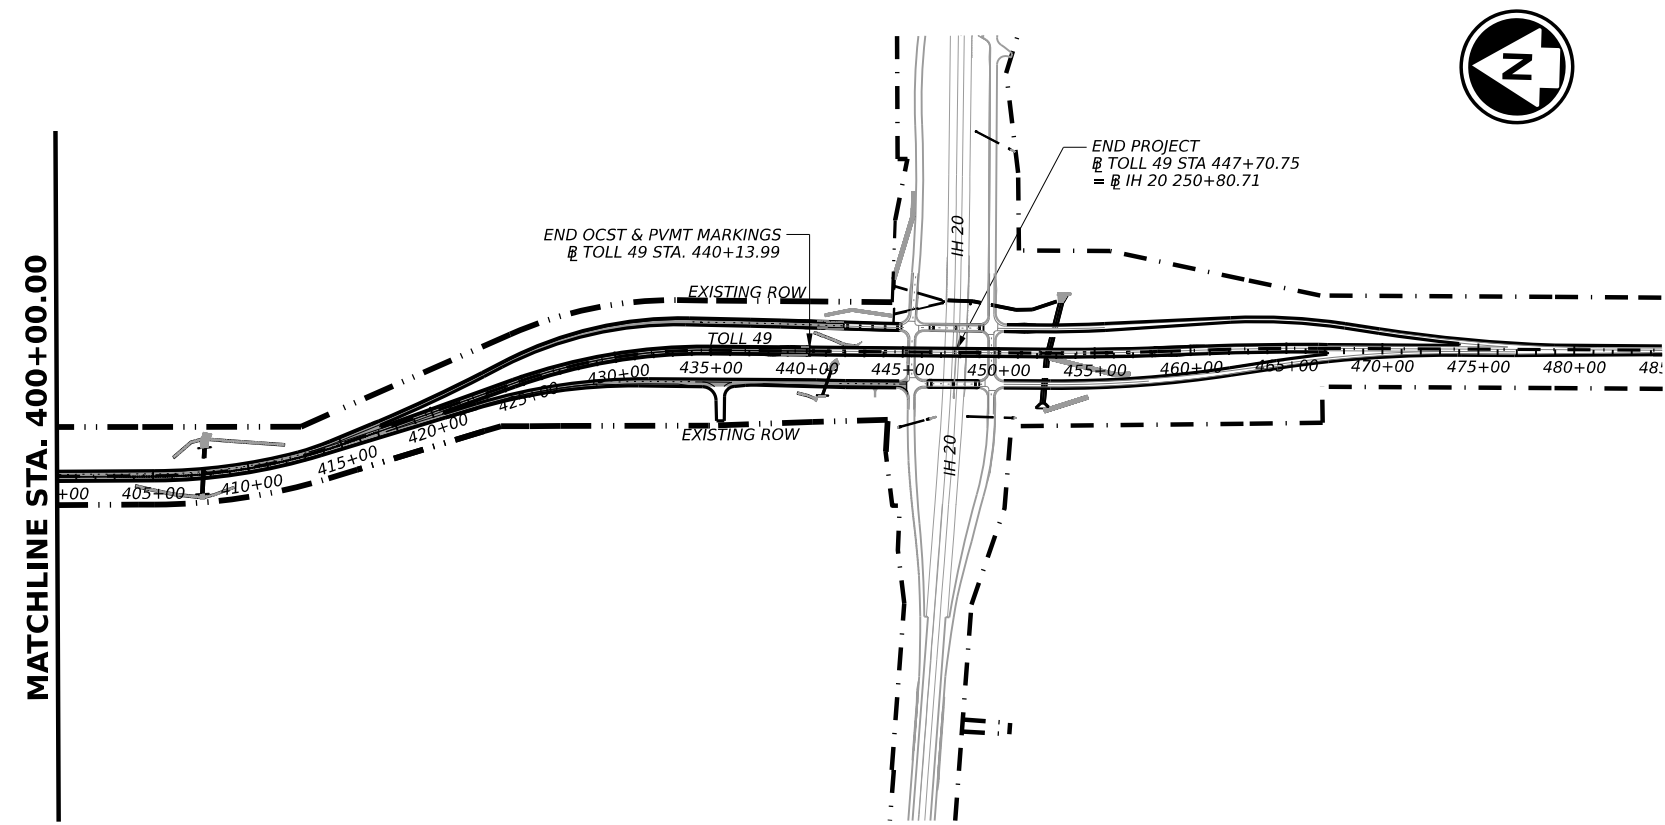 N
END PROJECT
℄ TOLL 49 STA 447+70.75
= ℄ IH 20 250+80.71
END OCST & PVMT MARKINGS
℄ TOLL 49 STA. 440+13.99
IH 20
EXISTING ROW
TOLL 49
MATCHLINE STA. 400+00.00
+00
405+00
410+00
415+00
420+00
425+00
430+00
435+00
440+00
445+00
450+00
455+00
460+00
465+00
470+00
475+00
480+00
485
EXISTING ROW
IH 20